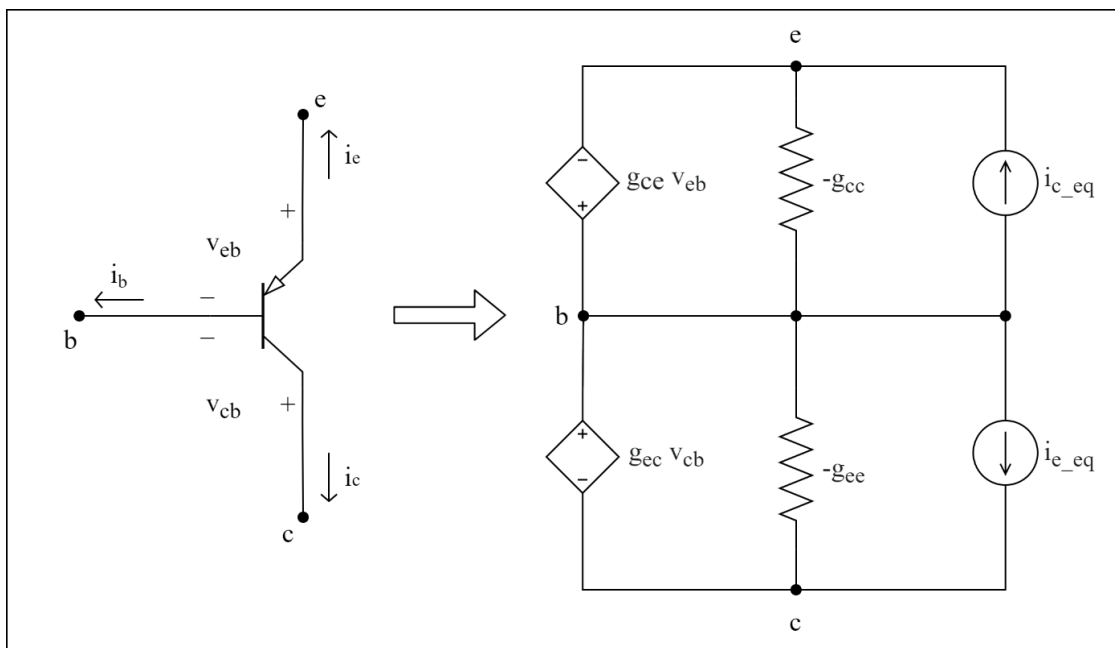 e
i_e
+
v_eb
i_b
−
b
−
v_cb
+
i_c
c
e
−
+
g_ce v_eb
-g_cc
i_c_eq
b
+
−
g_ec v_cb
-g_ee
i_e_eq
c